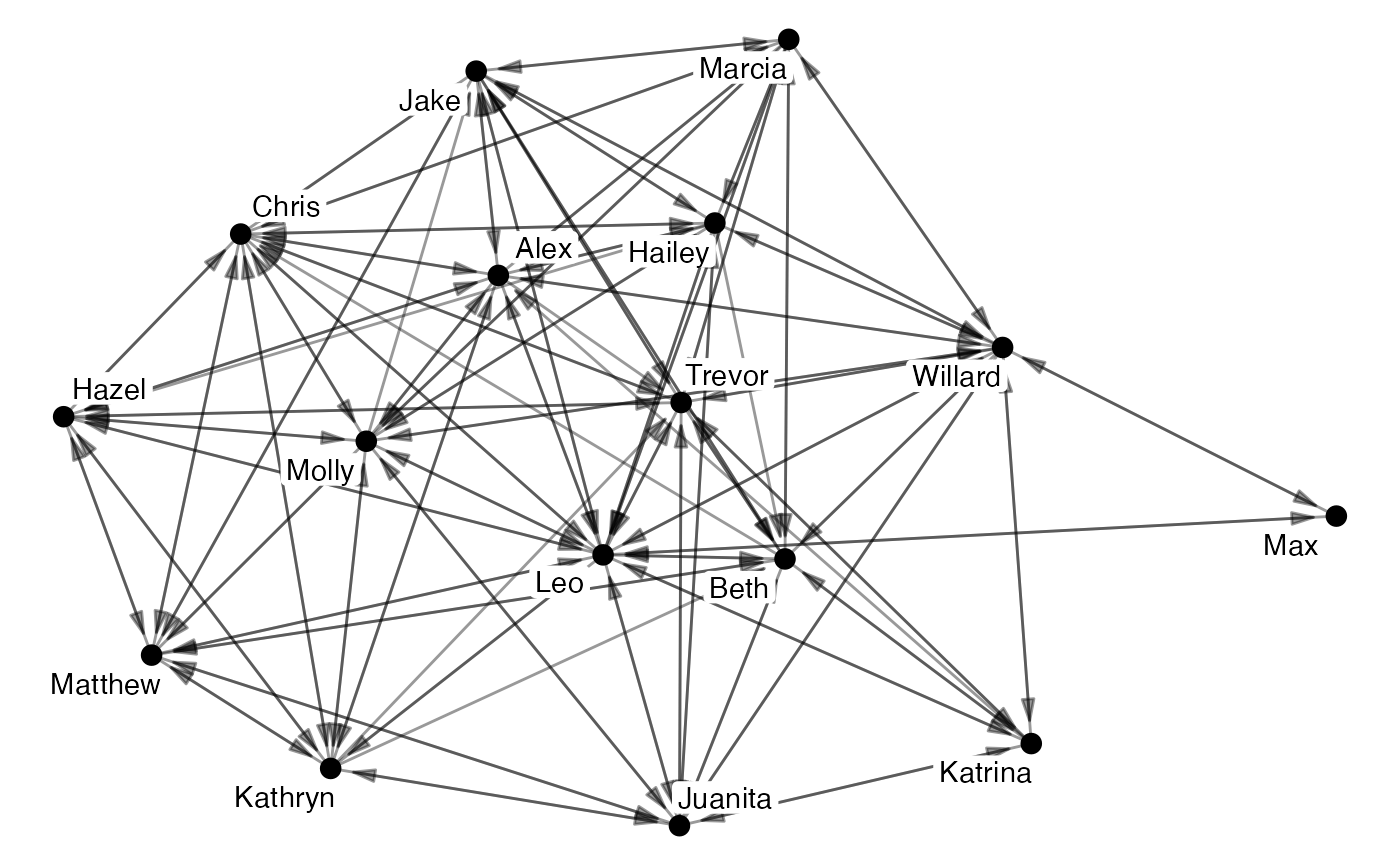 Marcia
Jake
Chris
Alex
Hailey
Trevor
Willard
Hazel
Molly
Max
Leo
Beth
Matthew
Katrina
Kathryn
Juanita